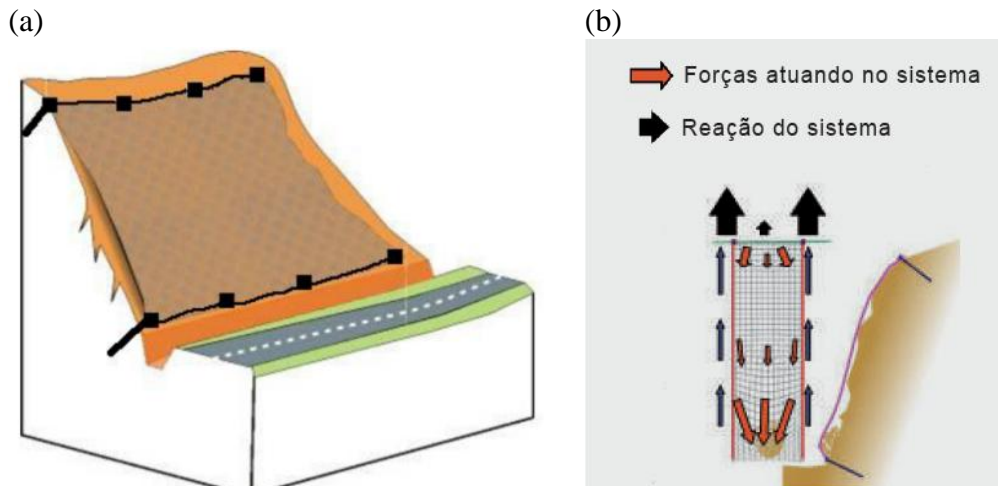 (a)
(b)
Forças atuando no sistema
Reação do sistema